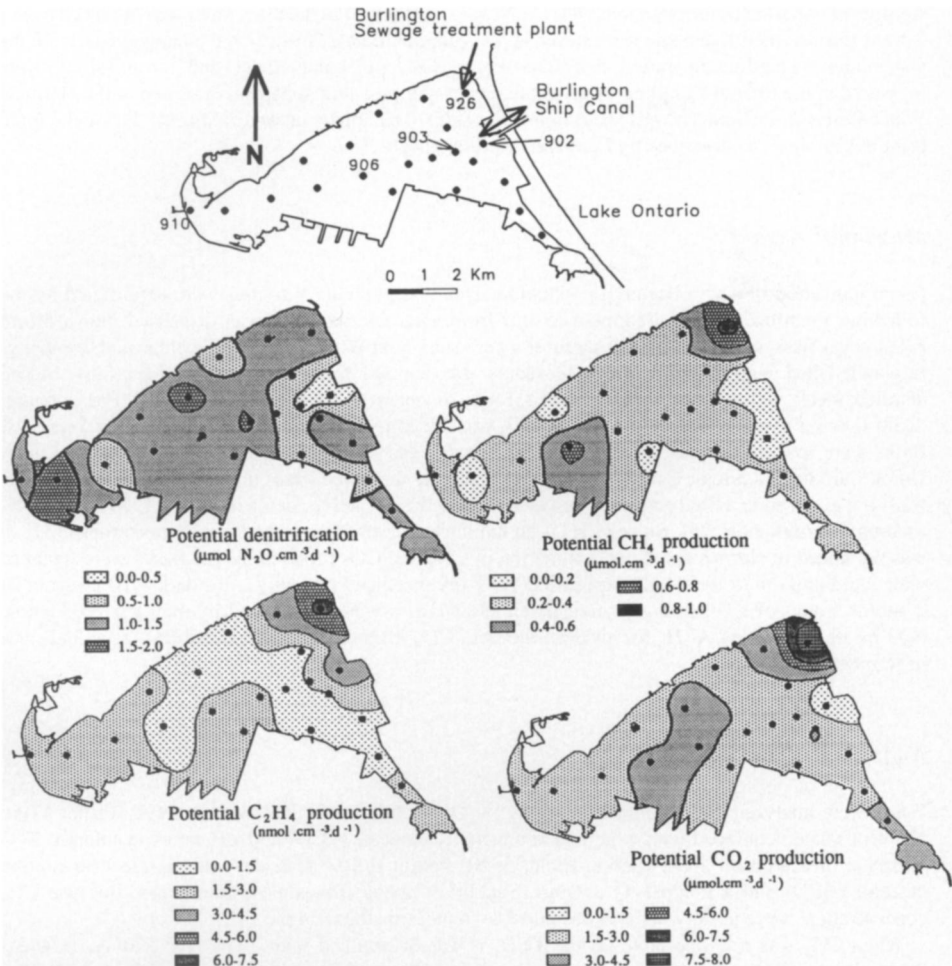 Burlington
Sewage treatment plant
926
Burlington
Ship Canal
N
903
902
906
910
Lake Ontario
0 1 2 Km
Potential denitrification
(μmol N₂O.cm⁻³.d⁻¹)
0.0-0.5
0.5-1.0
1.0-1.5
1.5-2.0
Potential CH₄ production
(μmol.cm⁻³.d⁻¹)
0.0-0.2
0.2-0.4
0.4-0.6
0.6-0.8
0.8-1.0
Potential C₂H₄ production
(nmol.cm⁻³.d⁻¹)
0.0-1.5
1.5-3.0
3.0-4.5
4.5-6.0
6.0-7.5
Potential CO₂ production
(μmol.cm⁻³.d⁻¹)
0.0-1.5
1.5-3.0
3.0-4.5
4.5-6.0
6.0-7.5
7.5-8.0